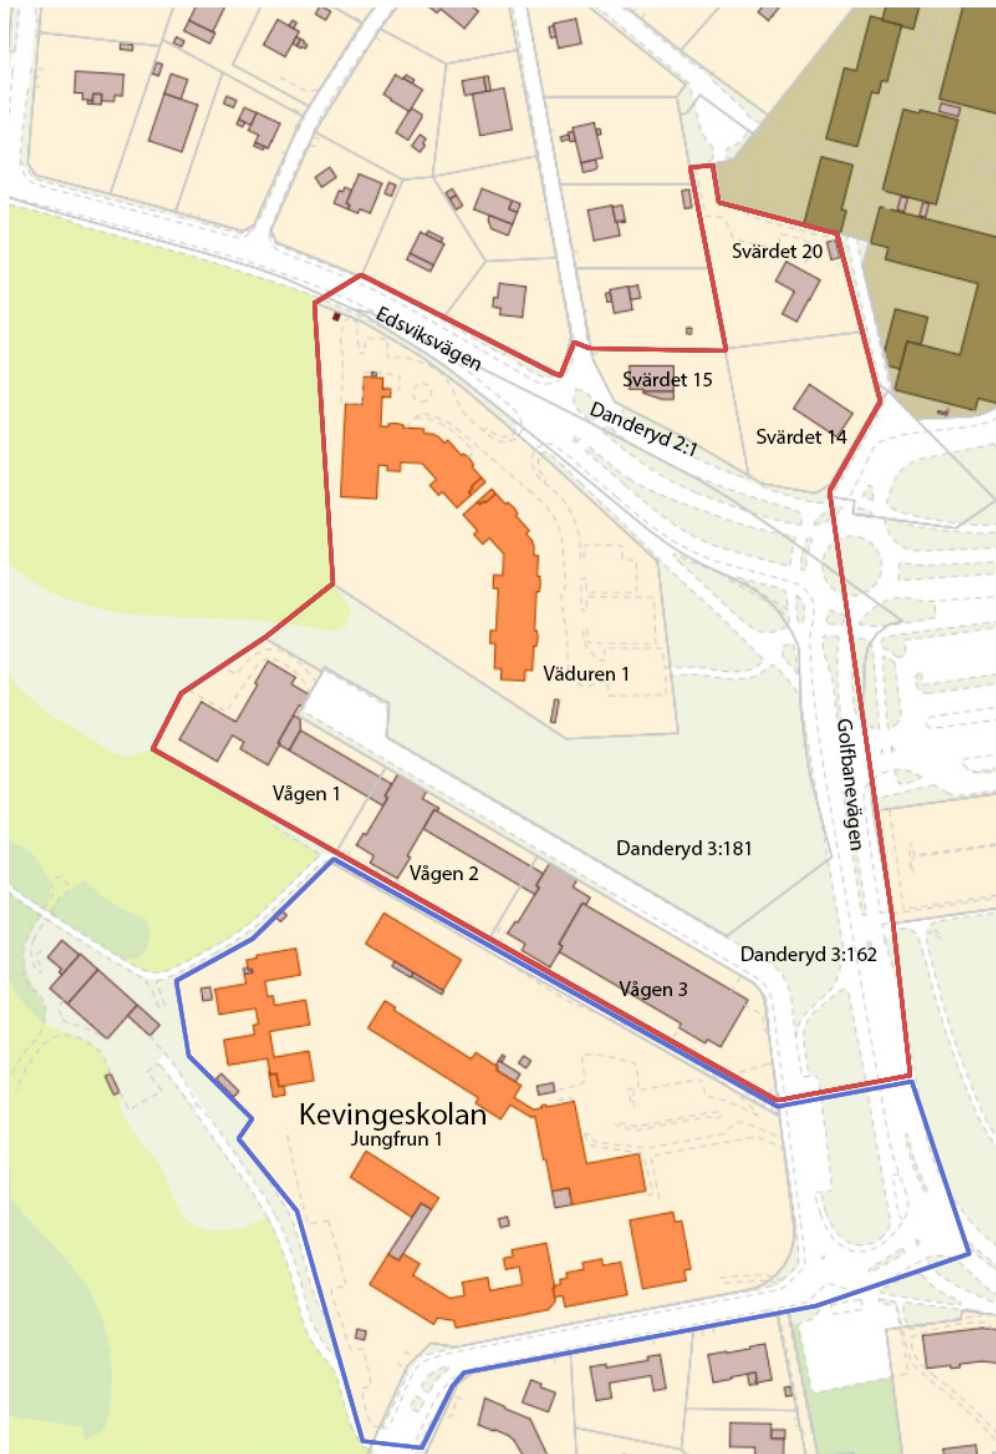 Svärdet 20
Edsviksvägen
Svärdet 15
Danderyd 2:1
Svärdet 14
Väduren 1
Golfbanevägen
Vågen 1
Danderyd 3:181
Vågen 2
Danderyd 3:162
Vågen 3
Kevingeskolan
Jungfrun 1